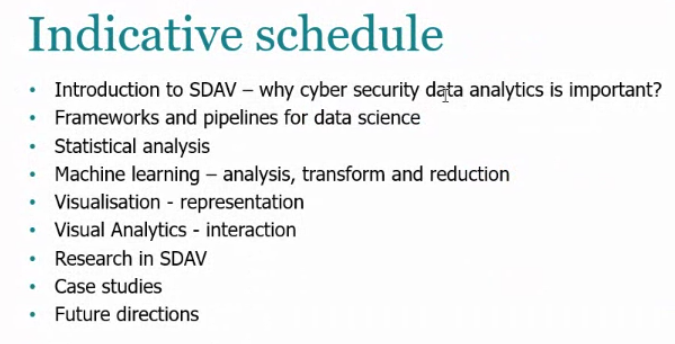 Indicative schedule
• Introduction to SDAV – why cyber security data analytics is important?
• Frameworks and pipelines for data science
• Statistical analysis
• Machine learning – analysis, transform and reduction
• Visualisation - representation
• Visual Analytics - interaction
• Research in SDAV
• Case studies
• Future directions